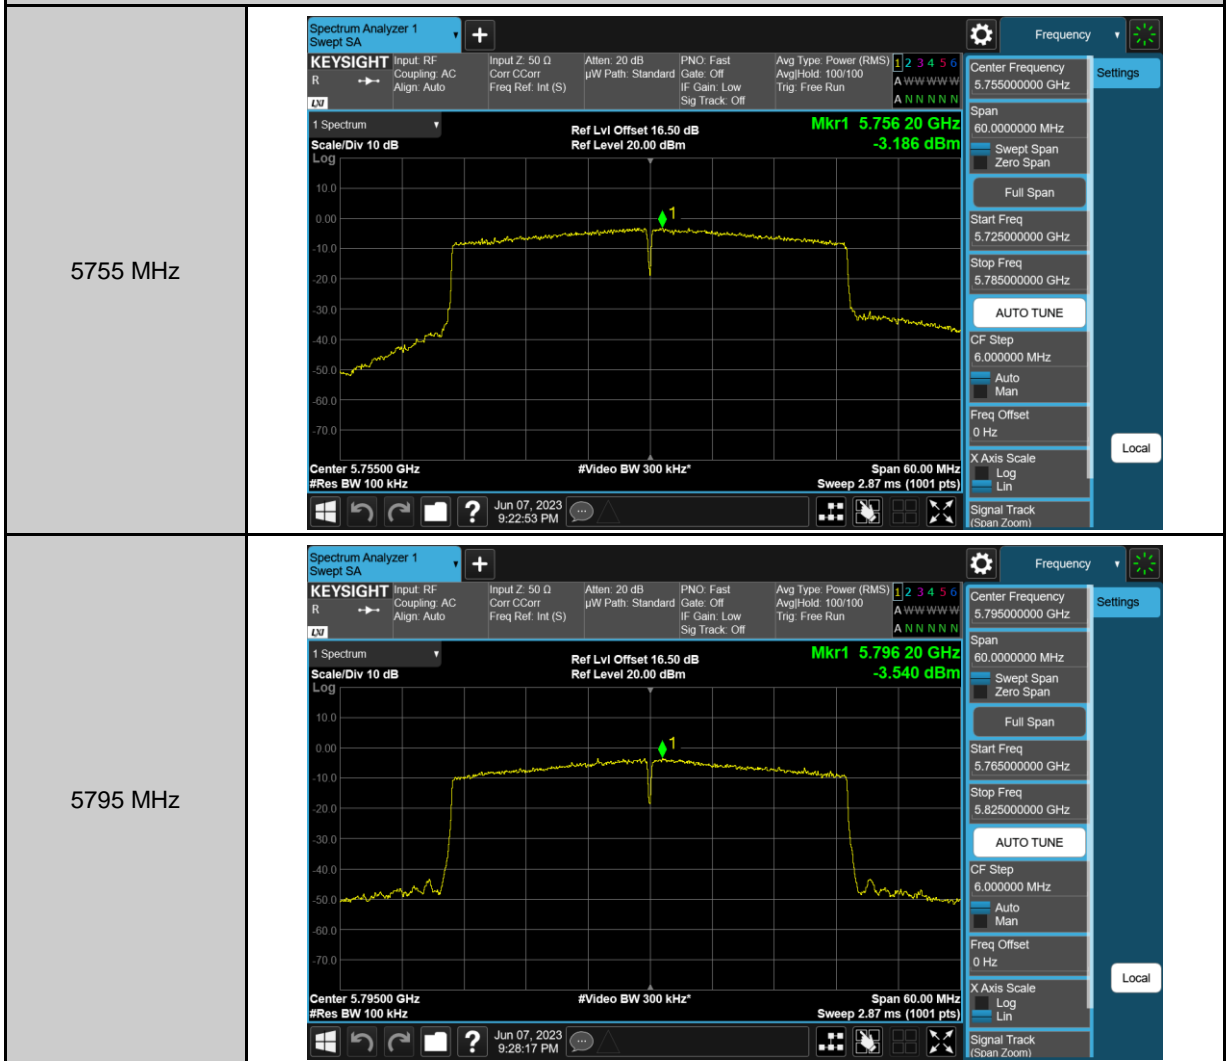 5755 MHz
Spectrum Analyzer 1
Swept SA
+
Frequency
KEYSIGHT
R
LXI
Input: RF
Coupling: AC
Align: Auto
Input Z: 50 Ω
Corr CCorr
Freq Ref: Int (S)
Atten: 20 dB
µW Path: Standard
PNO: Fast
Gate: Off
IF Gain: Low
Sig Track: Off
Avg Type: Power (RMS)
Avg|Hold: 100/100
Trig: Free Run
1 2 3 4 5 6
A W W W W W
A N N N N N
Center Frequency
5.755000000 GHz
Settings
Span
60.0000000 MHz
Swept Span
Zero Span
Full Span
Start Freq
5.725000000 GHz
Stop Freq
5.785000000 GHz
AUTO TUNE
CF Step
6.000000 MHz
Auto
Man
Freq Offset
0 Hz
X Axis Scale
Log
Lin
Signal Track
(Span Zoom)
Local
1 Spectrum
Scale/Div 10 dB
Log
Ref Lvl Offset 16.50 dB
Ref Level 20.00 dBm
Mkr1 5.756 20 GHz
-3.186 dBm
1
10.0
0.00
-10.0
-20.0
-30.0
-40.0
-50.0
-60.0
-70.0
Center 5.75500 GHz
#Res BW 100 kHz
#Video BW 300 kHz*
Span 60.00 MHz
Sweep 2.87 ms (1001 pts)
?
Jun 07, 2023
9:22:53 PM
5795 MHz
Spectrum Analyzer 1
Swept SA
+
Frequency
KEYSIGHT
R
LXI
Input: RF
Coupling: AC
Align: Auto
Input Z: 50 Ω
Corr CCorr
Freq Ref: Int (S)
Atten: 20 dB
µW Path: Standard
PNO: Fast
Gate: Off
IF Gain: Low
Sig Track: Off
Avg Type: Power (RMS)
Avg|Hold: 100/100
Trig: Free Run
1 2 3 4 5 6
A W W W W W
A N N N N N
Center Frequency
5.795000000 GHz
Settings
Span
60.0000000 MHz
Swept Span
Zero Span
Full Span
Start Freq
5.765000000 GHz
Stop Freq
5.825000000 GHz
AUTO TUNE
CF Step
6.000000 MHz
Auto
Man
Freq Offset
0 Hz
X Axis Scale
Log
Lin
Signal Track
(Span Zoom)
Local
1 Spectrum
Scale/Div 10 dB
Log
Ref Lvl Offset 16.50 dB
Ref Level 20.00 dBm
Mkr1 5.796 20 GHz
-3.540 dBm
1
10.0
0.00
-10.0
-20.0
-30.0
-40.0
-50.0
-60.0
-70.0
Center 5.79500 GHz
#Res BW 100 kHz
#Video BW 300 kHz*
Span 60.00 MHz
Sweep 2.87 ms (1001 pts)
?
Jun 07, 2023
9:28:17 PM